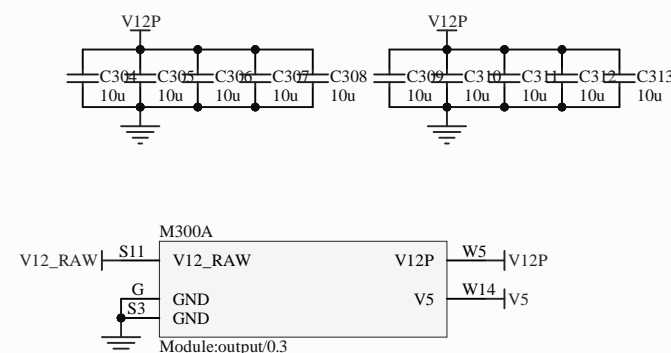 V12P V12P
C304 C305 C306 C307 C308 C309 C310 C311 C312 C313
10u 10u 10u 10u 10u 10u 10u 10u 10u 10u
M300A
V12_RAW S11 V12_RAW V12P W5 V12P
G GND V5 W14 V5
S3 GND
Module:output/0.3